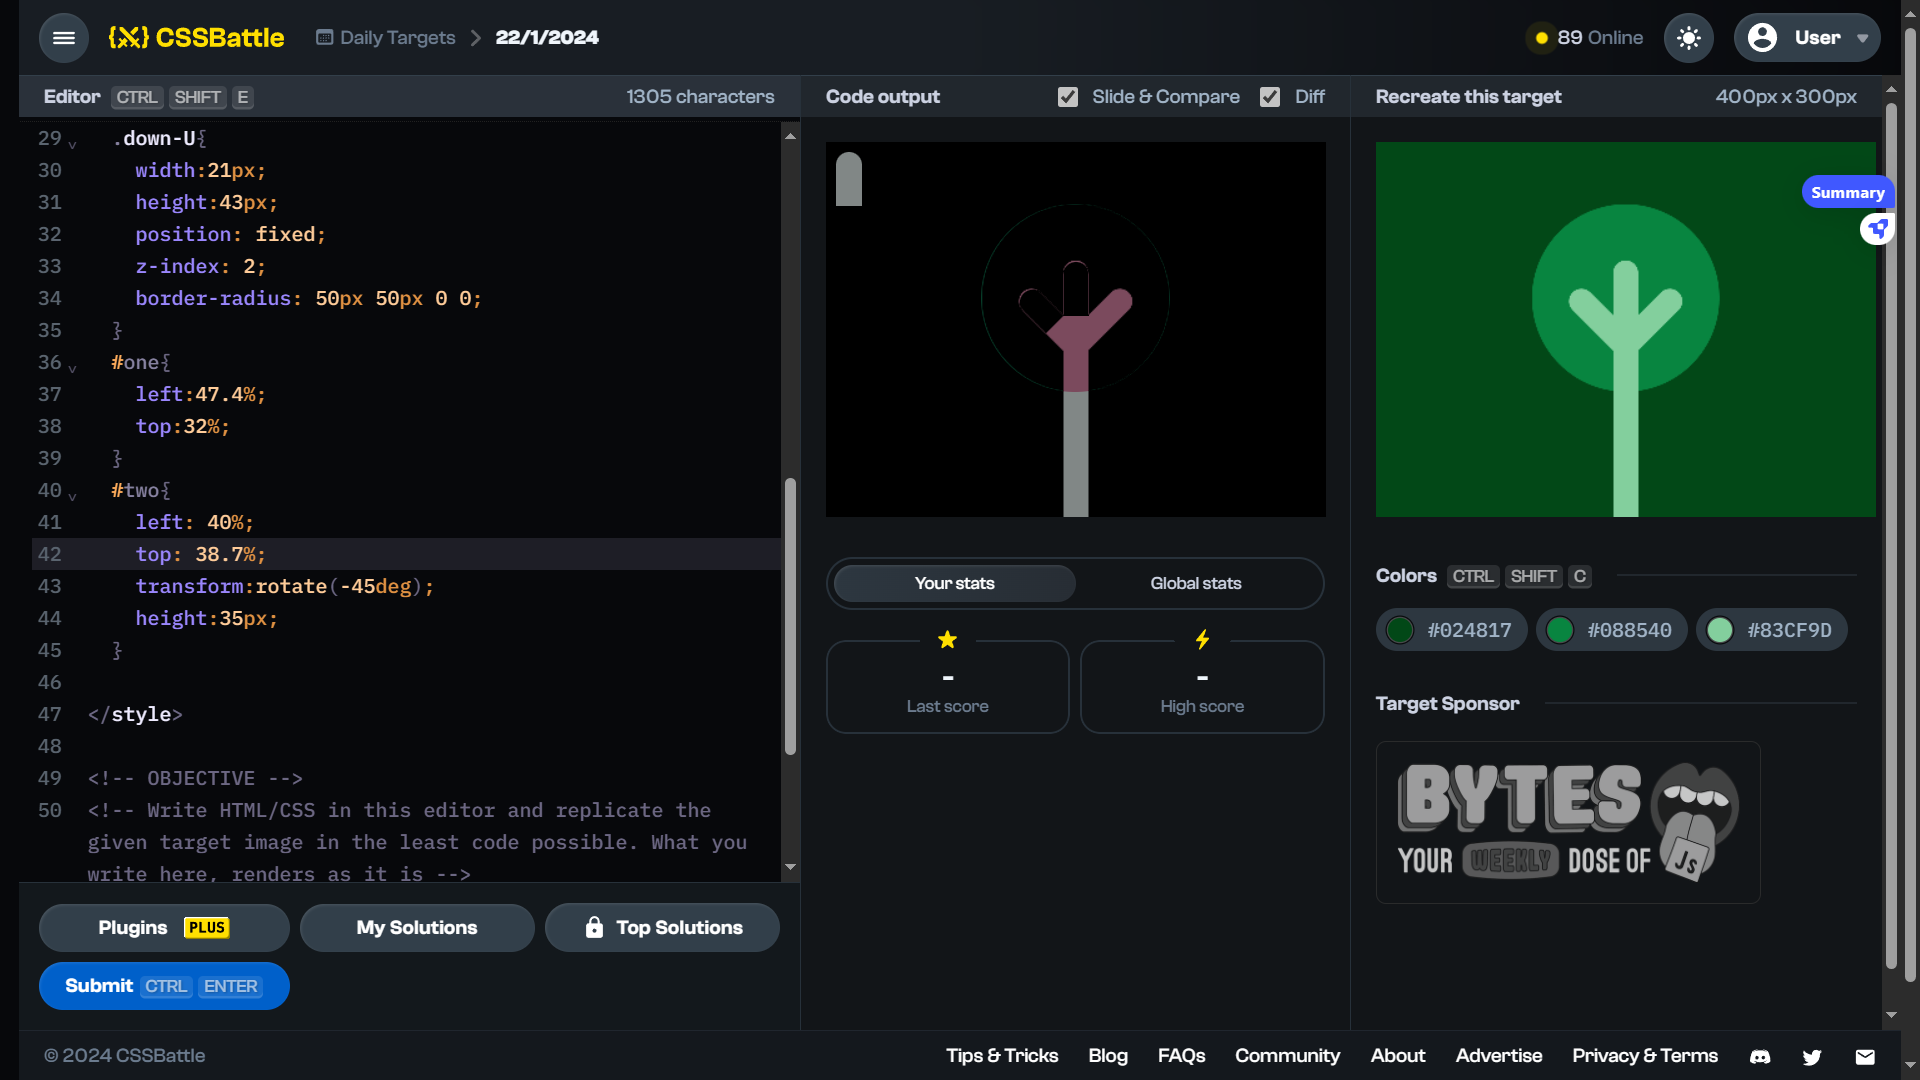 {X} CSSBattle
Daily Targets
22/1/2024
89 Online
User
Editor CTRL SHIFT E
1305 characters
29 .down-U{
30 width:21px;
31 height:43px;
32 position: fixed;
33 z-index: 2;
34 border-radius: 50px 50px 0 0;
35 }
36 #one{
37 left:47.4%;
38 top:32%;
39 }
40 #two{
41 left: 40%;
42 top: 38.7%;
43 transform:rotate(-45deg);
44 height:35px;
45 }
46
47 </style>
48
49 <!-- OBJECTIVE -->
50 <!-- Write HTML/CSS in this editor and replicate the
given target image in the least code possible. What you
write here, renders as it is -->
Plugins PLUS
My Solutions
Top Solutions
Submit CTRL ENTER
Code output
Slide & Compare
Diff
Your stats
Global stats
-
Last score
-
High score
Recreate this target
400px x 300px
Summary
Colors CTRL SHIFT C
#024817
#088540
#83CF9D
Target Sponsor
BYTES
YOUR WEEKLY DOSE OF
JS
© 2024 CSSBattle
Tips & Tricks
Blog
FAQs
Community
About
Advertise
Privacy & Terms